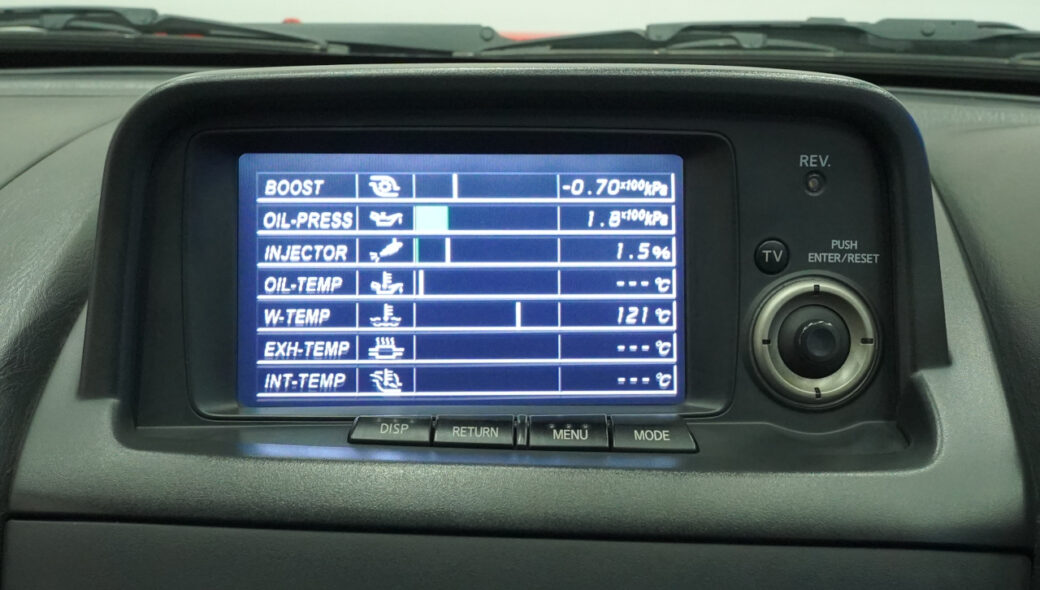 BOOST -0.70x100kPa
OIL-PRESS 1.8x100kPa
INJECTOR 1.5%
OIL-TEMP ---℃
W-TEMP 121℃
EXH-TEMP ---℃
INT-TEMP ---℃
REV.
TV
PUSH
ENTER/RESET
DISP RETURN MENU MODE